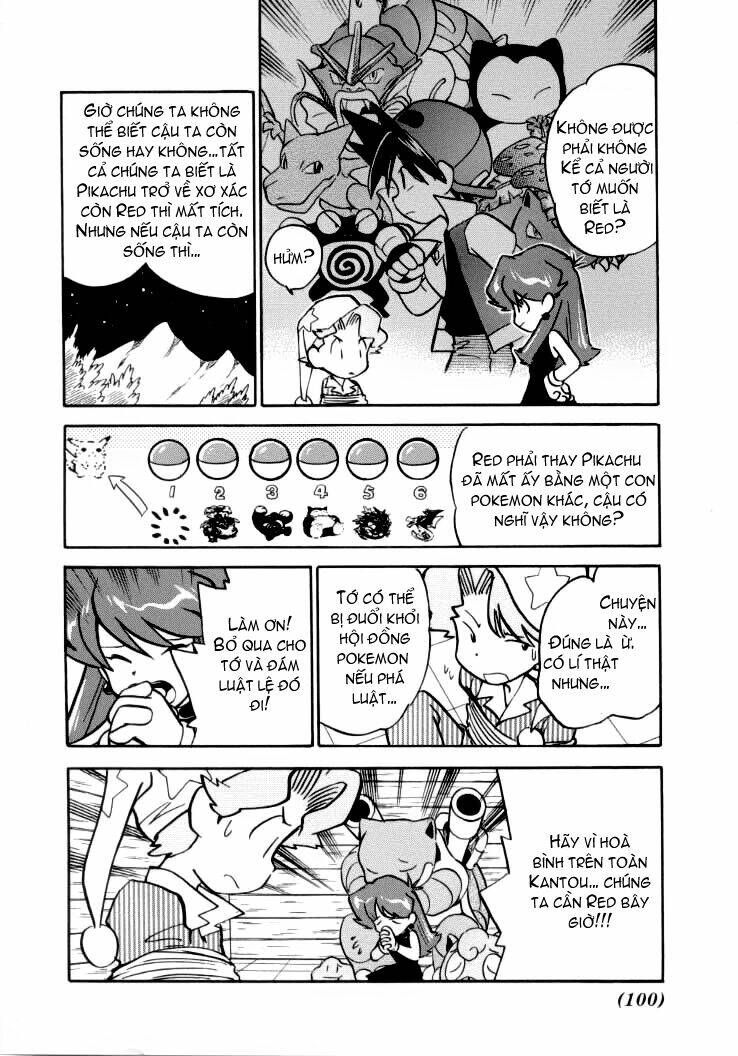 KHÔNG ĐƯỢC
PHẢI KHÔNG
KỂ CẢ NGƯỜI
TỚ MUỐN
BIẾT LÀ
RED?
HỬM?
GIỜ CHÚNG TA KHÔNG
THỂ BIẾT CẬU TA CÒN
SỐNG HAY KHÔNG...TẤT
CẢ CHÚNG TA BIẾT LÀ
PIKACHU TRỞ VỀ XƠ XÁC
CÒN RED THÌ MẤT TÍCH.
NHƯNG NẾU CẬU TA CÒN
SỐNG THÌ...
RED PHẢI THAY PIKACHU
ĐÃ MẤT ẤY BẰNG MỘT CON
POKEMON KHÁC, CẬU CÓ
NGHĨ VẬY KHÔNG?
1 2 3 4 5 6
CHUYỆN
NÀY...
ĐÚNG LÀ Ừ.
CÓ LÍ THẬT
NHƯNG...
TỚ CÓ THỂ
BỊ ĐUỔI KHỎI
HỘI ĐỒNG
POKEMON
NẾU PHÁ
LUẬT...
LÀM ƠN!
BỎ QUA CHO
TỚ VÀ ĐÁM
LUẬT LỆ ĐÓ
ĐI!
HÃY VÌ HOÀ
BÌNH TRÊN TOÀN
KANTOU... CHÚNG
TA CẦN RED BÂY
GIỜ!!!
(100)